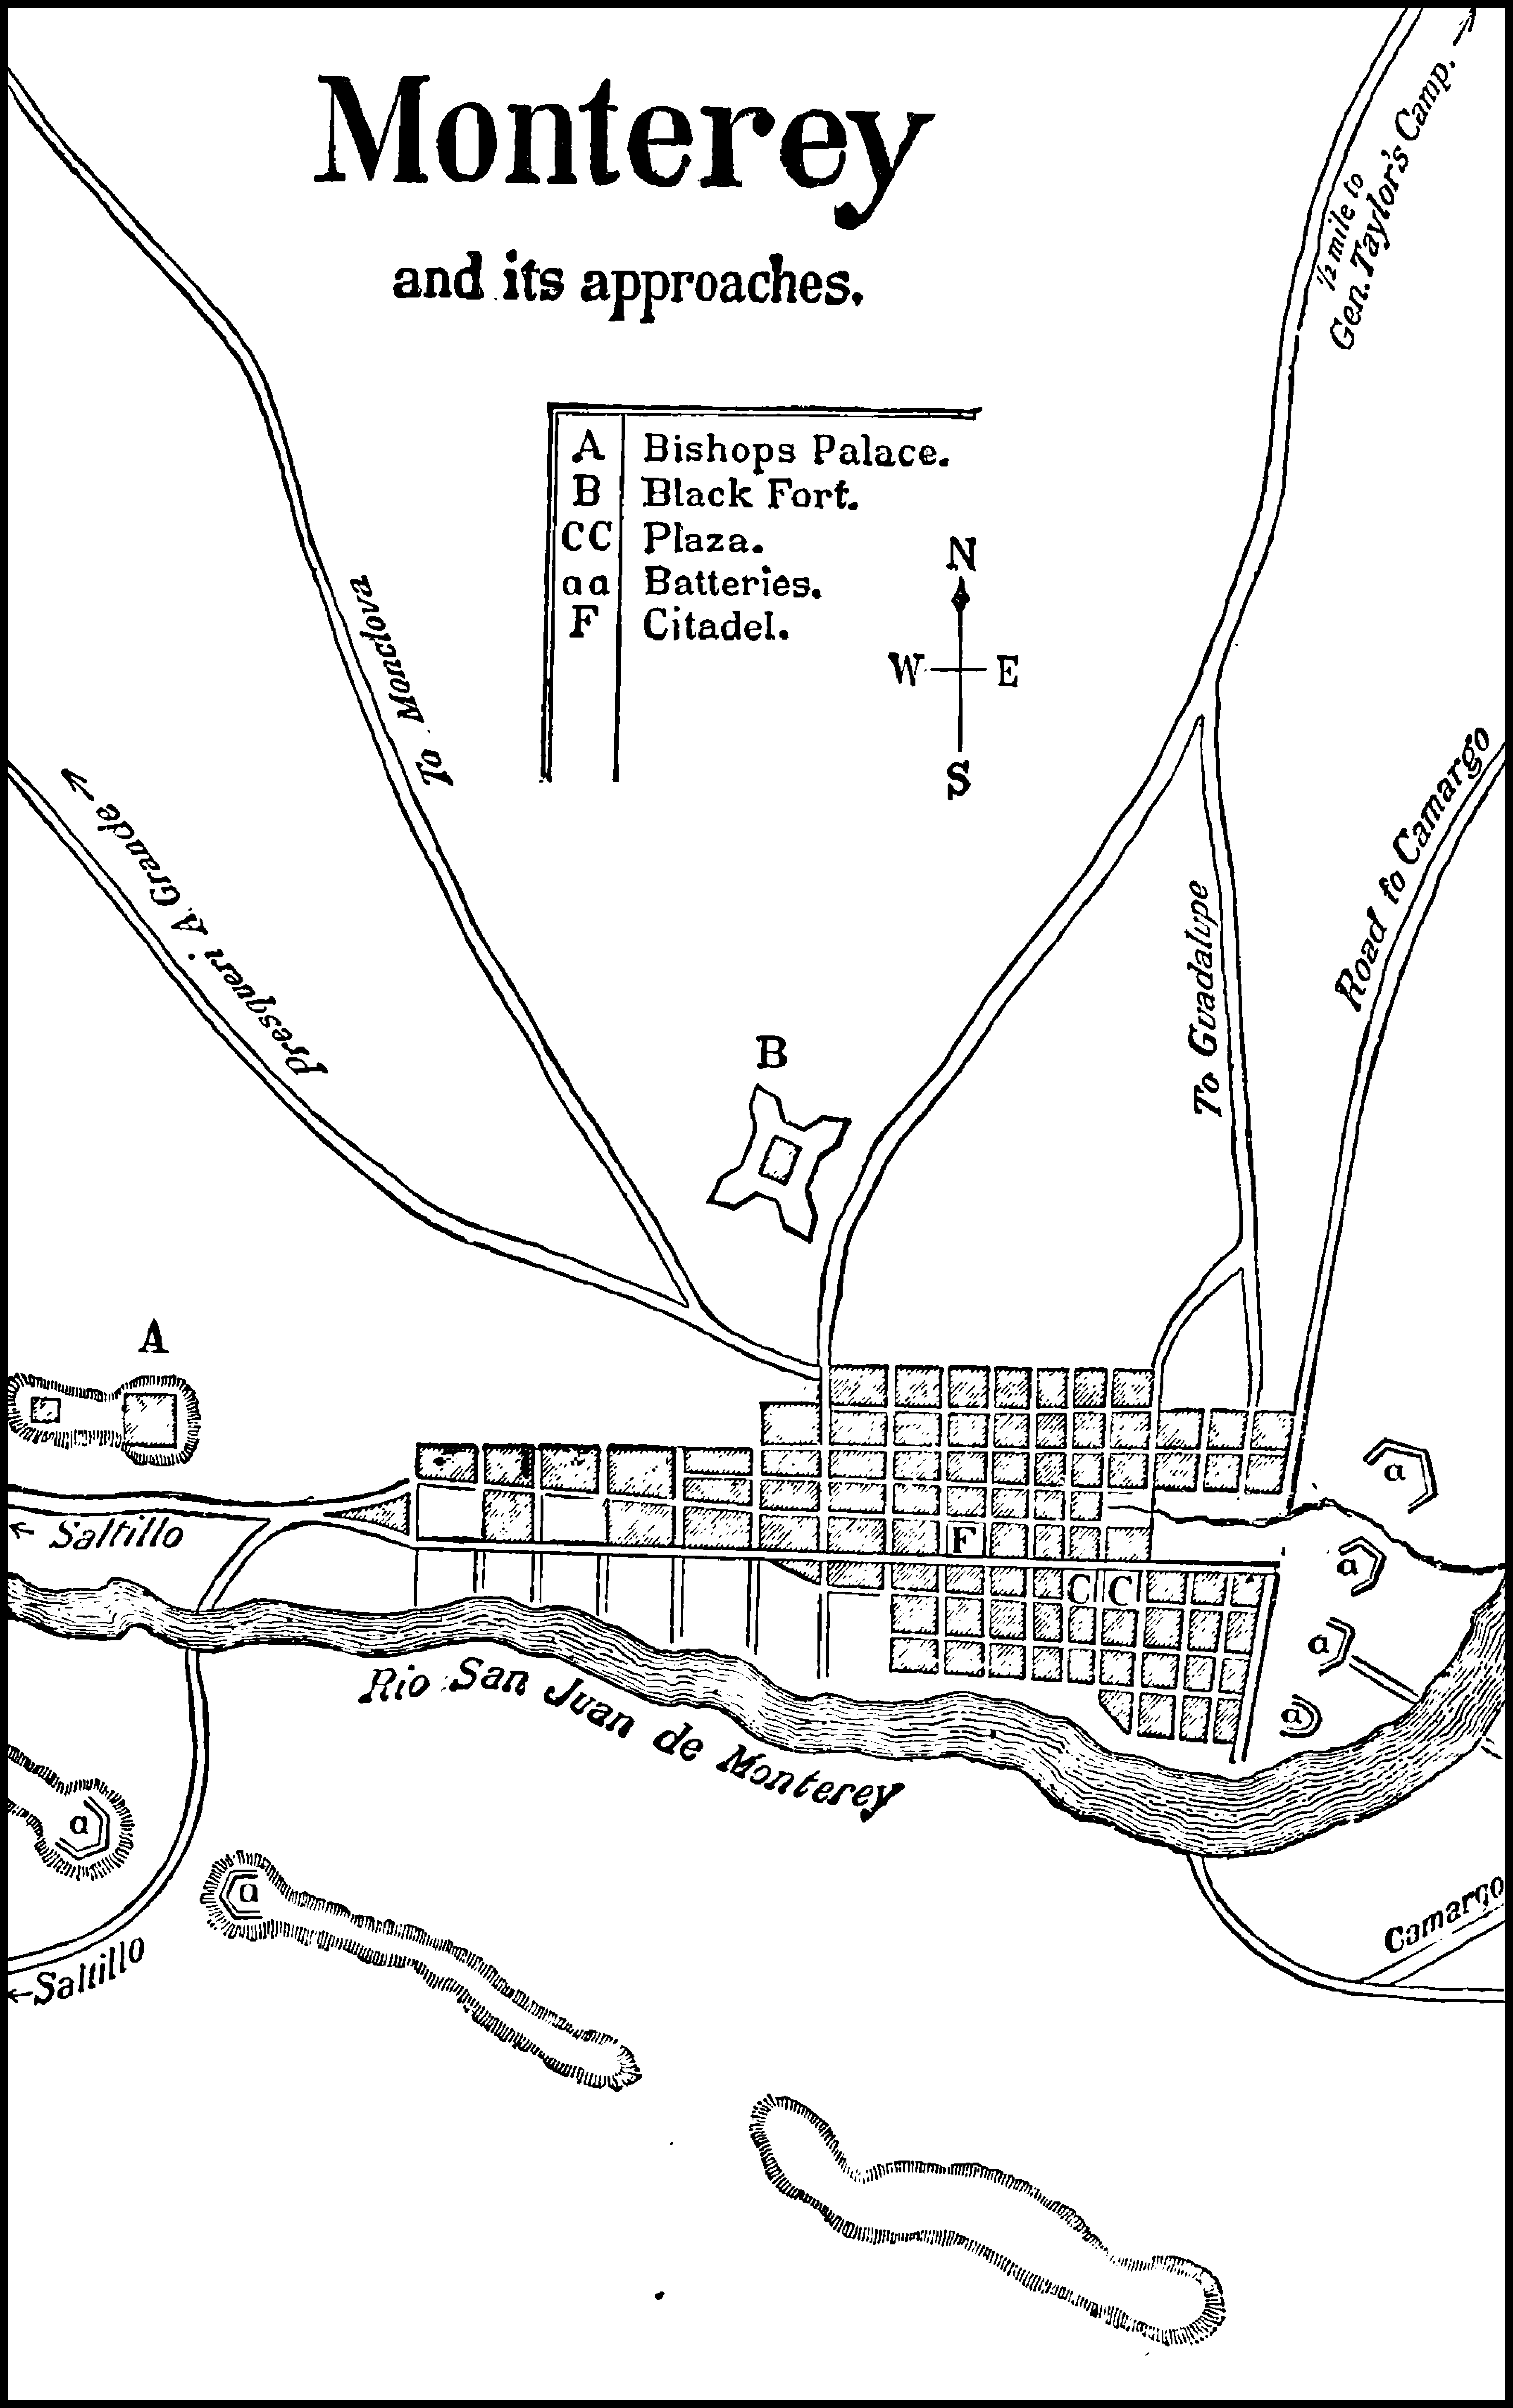 Monterey
and its approaches.
½ mile to
Gen. Taylor's Camp.
A Bishops Palace.
B Black Fort.
CC Plaza.
aa Batteries.
F Citadel.
N
W E
S
To Monclova
Presqueri A Grande
To Guadalupe
Road to Camargo
B
A
a
Saltillo
F
a
C C
a
Rio San Juan de Monterey
a
a
a
Camargo
Saltillo